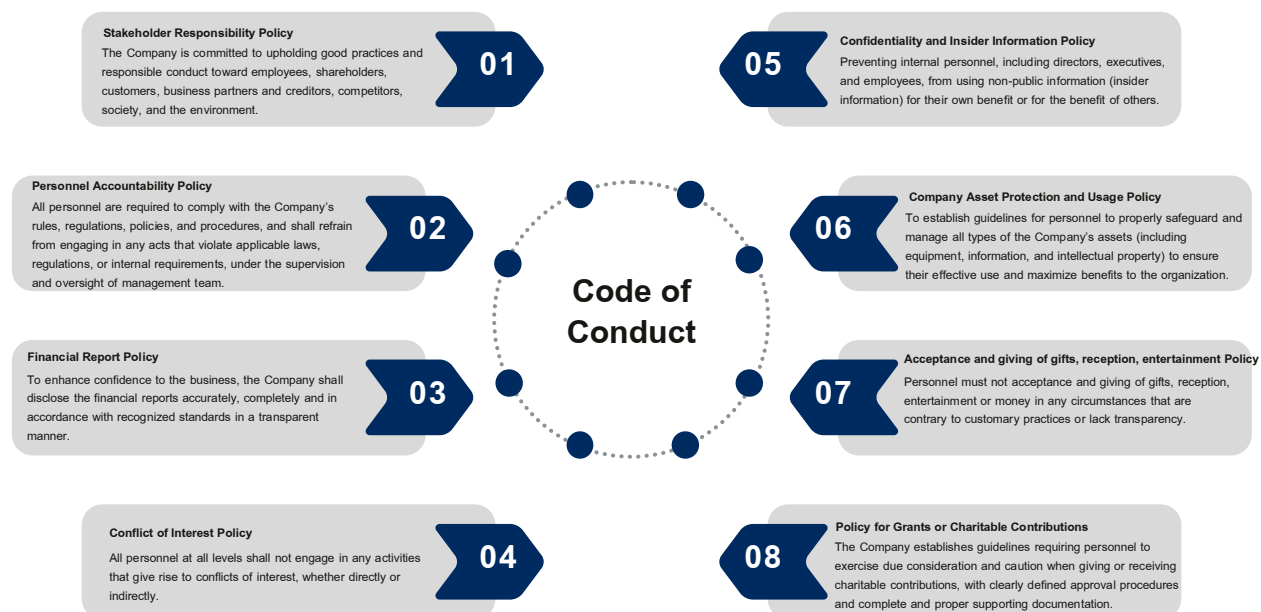 Stakeholder Responsibility Policy
The Company is committed to upholding good practices and
responsible conduct toward employees, shareholders,
customers, business partners and creditors, competitors,
society, and the environment.
01
Personnel Accountability Policy
All personnel are required to comply with the Company's
rules, regulations, policies, and procedures, and shall refrain
from engaging in any acts that violate applicable laws,
regulations, or internal requirements, under the supervision
and oversight of management team.
02
Financial Report Policy
To enhance confidence to the business, the Company shall
disclose the financial reports accurately, completely and in
accordance with recognized standards in a transparent
manner.
03
Conflict of Interest Policy
All personnel at all levels shall not engage in any activities
that give rise to conflicts of interest, whether directly or
indirectly.
04
Code of
Conduct
05
Confidentiality and Insider Information Policy
Preventing internal personnel, including directors, executives,
and employees, from using non-public information (insider
information) for their own benefit or for the benefit of others.
06
Company Asset Protection and Usage Policy
To establish guidelines for personnel to properly safeguard and
manage all types of the Company's assets (including
equipment, information, and intellectual property) to ensure
their effective use and maximize benefits to the organization.
07
Acceptance and giving of gifts, reception, entertainment Policy
Personnel must not acceptance and giving of gifts, reception,
entertainment or money in any circumstances that are
contrary to customary practices or lack transparency.
08
Policy for Grants or Charitable Contributions
The Company establishes guidelines requiring personnel to
exercise due consideration and caution when giving or receiving
charitable contributions, with clearly defined approval procedures
and complete and proper supporting documentation.